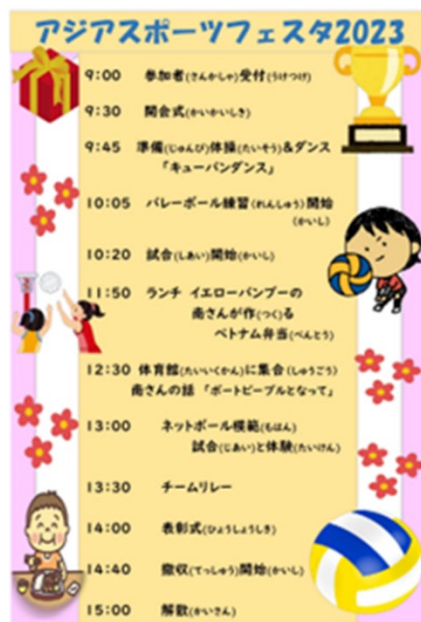 アジアスポーツフェスタ2023
9:00 参加者(さんかしゃ)受付(うけつけ)
9:30 開会式(かいかいしき)
9:45 準備(じゅんび)体操(たいそう)&ダンス
「キューバンダンス」
10:05 バレーボール練習(れんしゅう)開始
(かいし)
10:20 試合(しあい)開始(かいし)
11:50 ランチ イエローバンブーの
南さんが作(つく)る
ベトナム弁当(べんとう)
12:30 体育館(たいいくかん)に集合(しゅうごう)
南さんの話 「ボートピープルとなって」
13:00 ネットボール模範(もはん)
試合(じあい)と体験(たいけん)
13:30 チームリレー
14:00 表彰式(ひょうしょうしき)
14:40 撤収(てっしゅう)開始(かいし)
15:00 解散(かいさん)